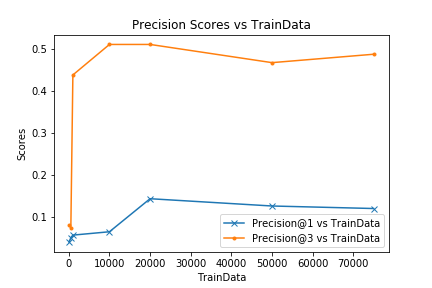 Precision Scores vs TrainData
0.5
0.4
0.3
0.2
0.1
Scores
0 10000 20000 30000 40000 50000 60000 70000
TrainData
Precision@1 vs TrainData
Precision@3 vs TrainData